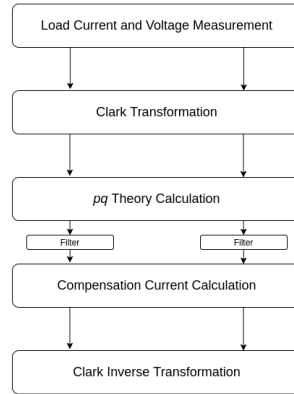 Load Current and Voltage Measurement
Clark Transformation
pq Theory Calculation
Filter Filter
Compensation Current Calculation
Clark Inverse Transformation